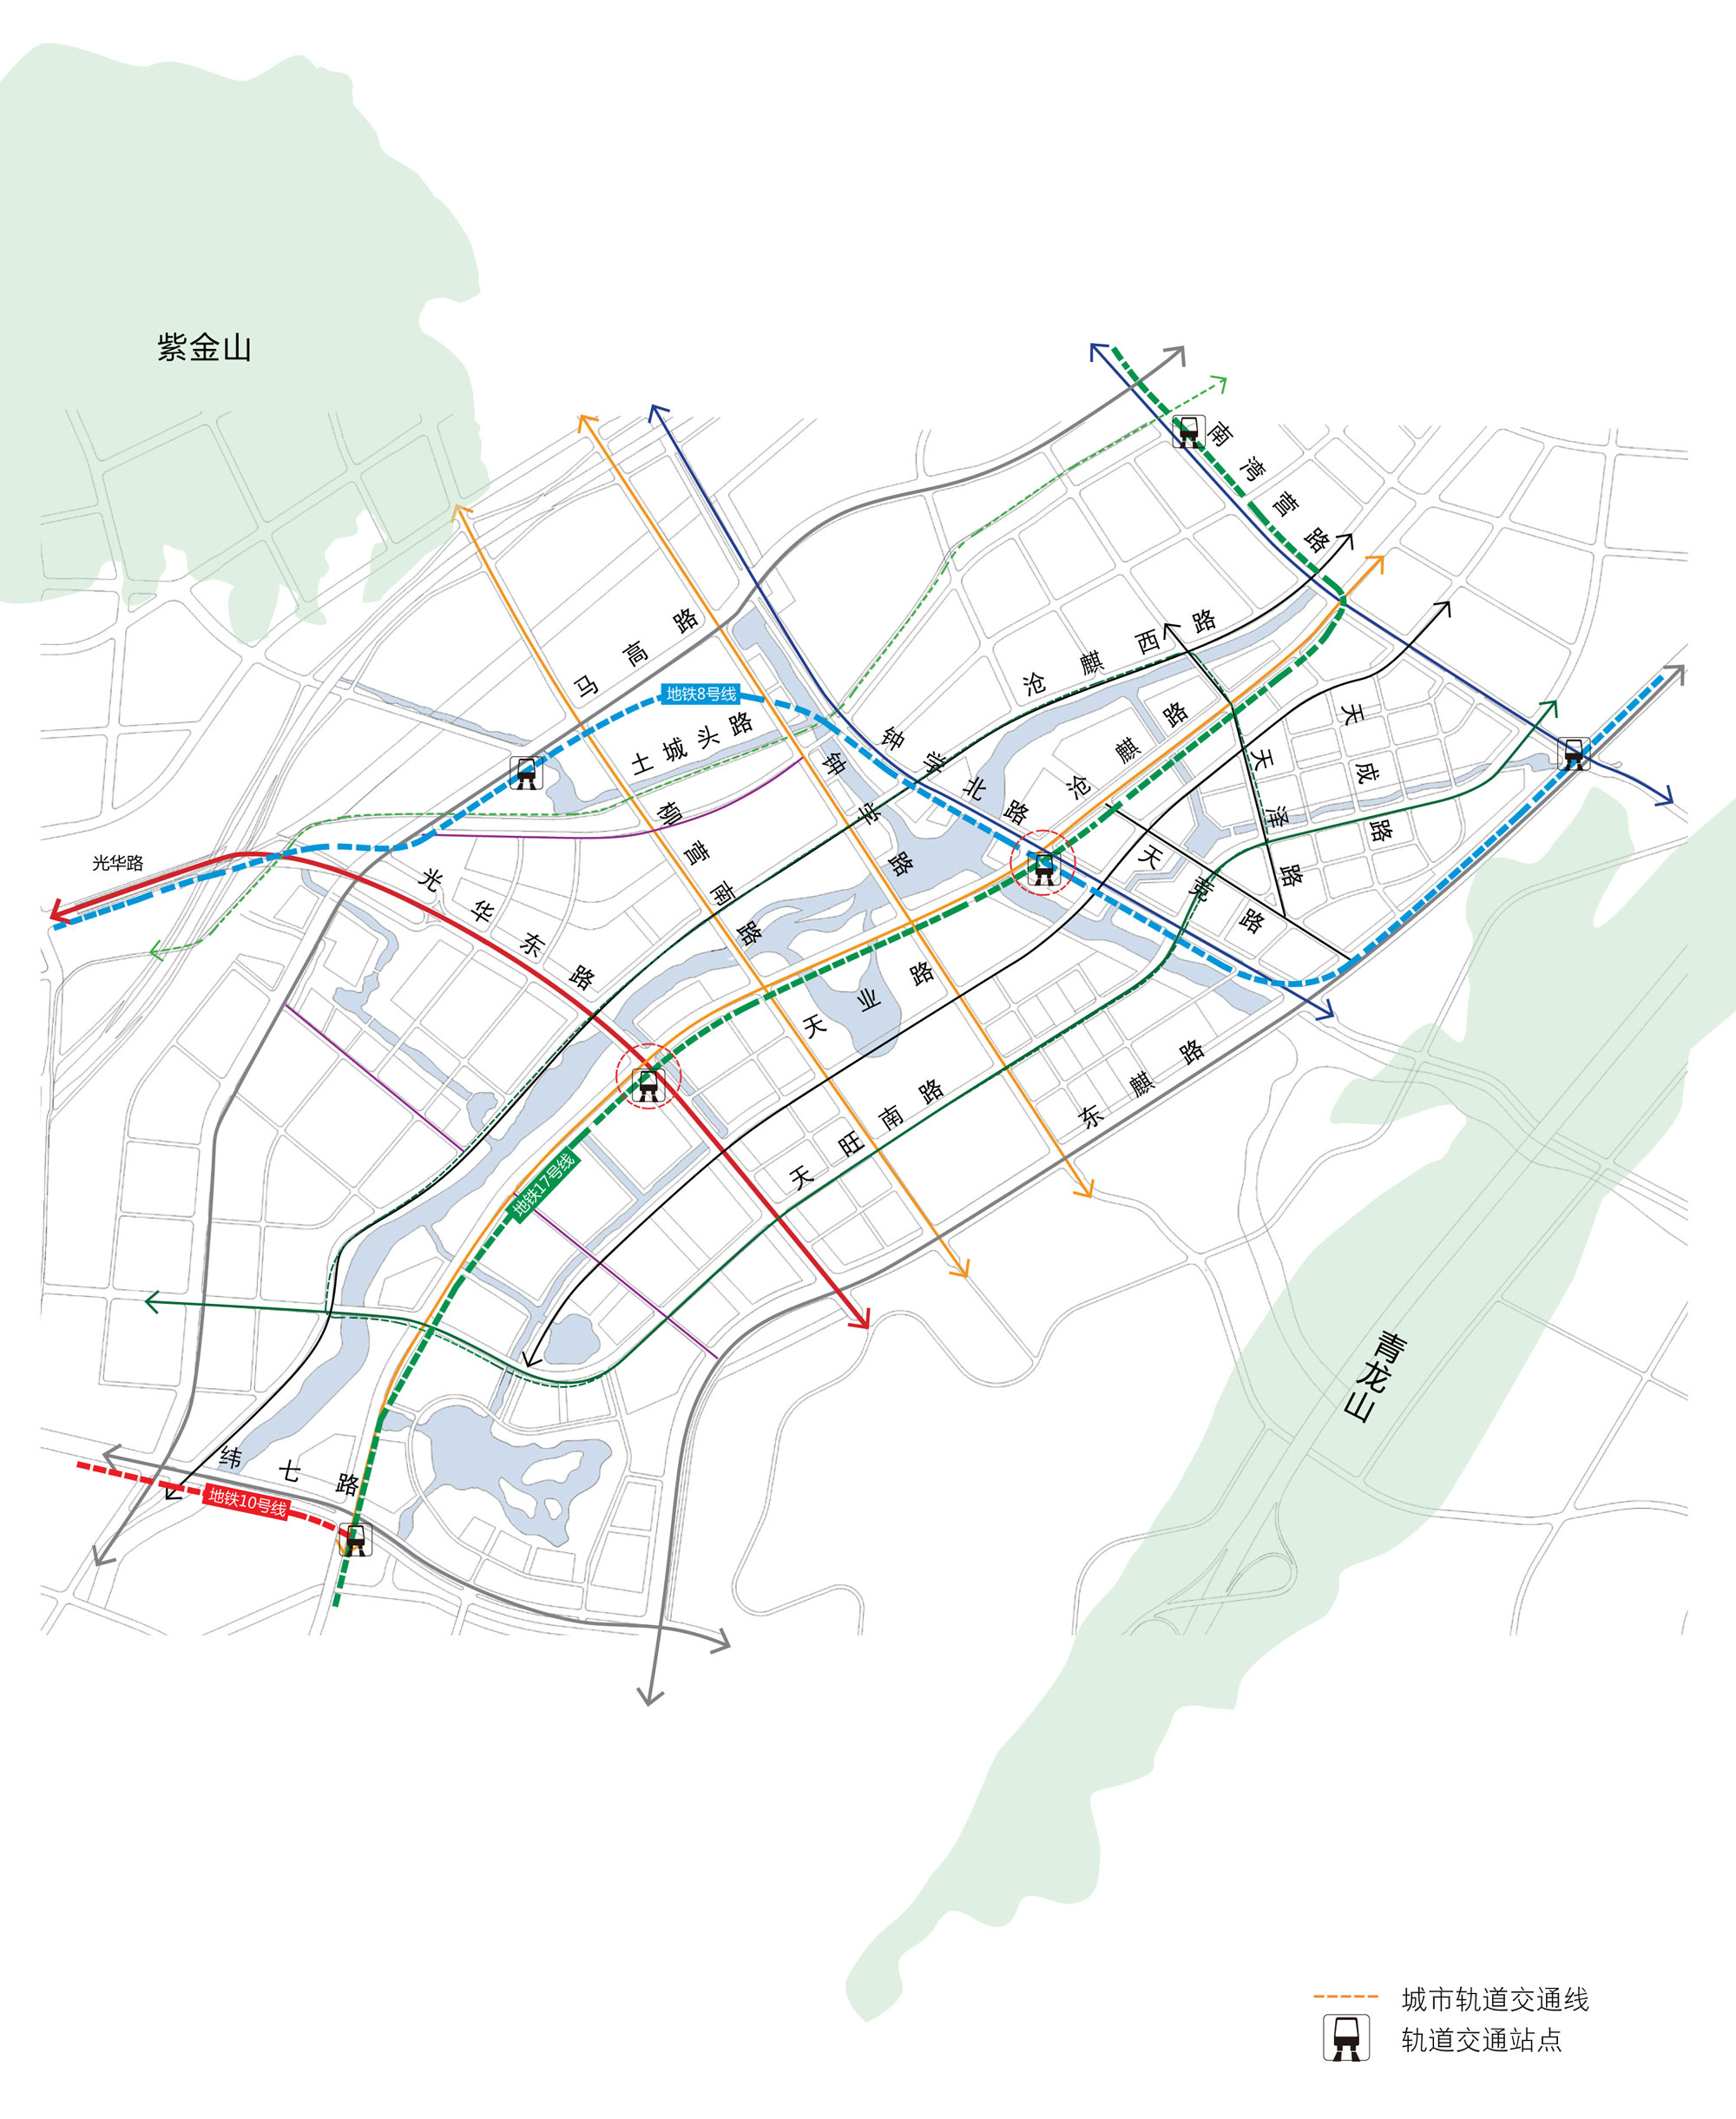 紫金山
南湾营路
马高路
沧麒西路
地铁8号线
土城头路
钟学北路
沧麒路
天成路
天泽路
钟学路
营南路
光华路
光华东路
天麦路
天业路
东麒路
天旺南路
地铁17号线
青龙山
纬七路
地铁10号线
城市轨道交通线
轨道交通站点